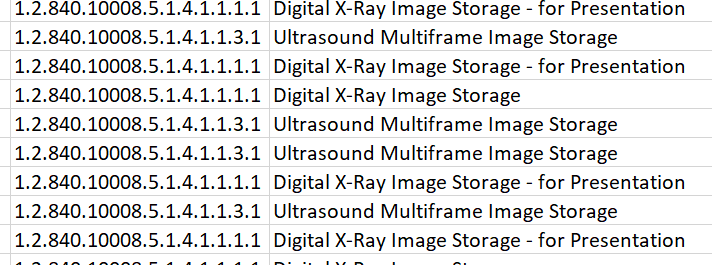 1.2.840.10008.5.1.4.1.1.1.1 Digital X-Ray Image Storage - for Presentation
1.2.840.10008.5.1.4.1.1.3.1 Ultrasound Multiframe Image Storage
1.2.840.10008.5.1.4.1.1.1.1 Digital X-Ray Image Storage - for Presentation
1.2.840.10008.5.1.4.1.1.1.1 Digital X-Ray Image Storage
1.2.840.10008.5.1.4.1.1.3.1 Ultrasound Multiframe Image Storage
1.2.840.10008.5.1.4.1.1.3.1 Ultrasound Multiframe Image Storage
1.2.840.10008.5.1.4.1.1.1.1 Digital X-Ray Image Storage - for Presentation
1.2.840.10008.5.1.4.1.1.3.1 Ultrasound Multiframe Image Storage
1.2.840.10008.5.1.4.1.1.1.1 Digital X-Ray Image Storage - for Presentation